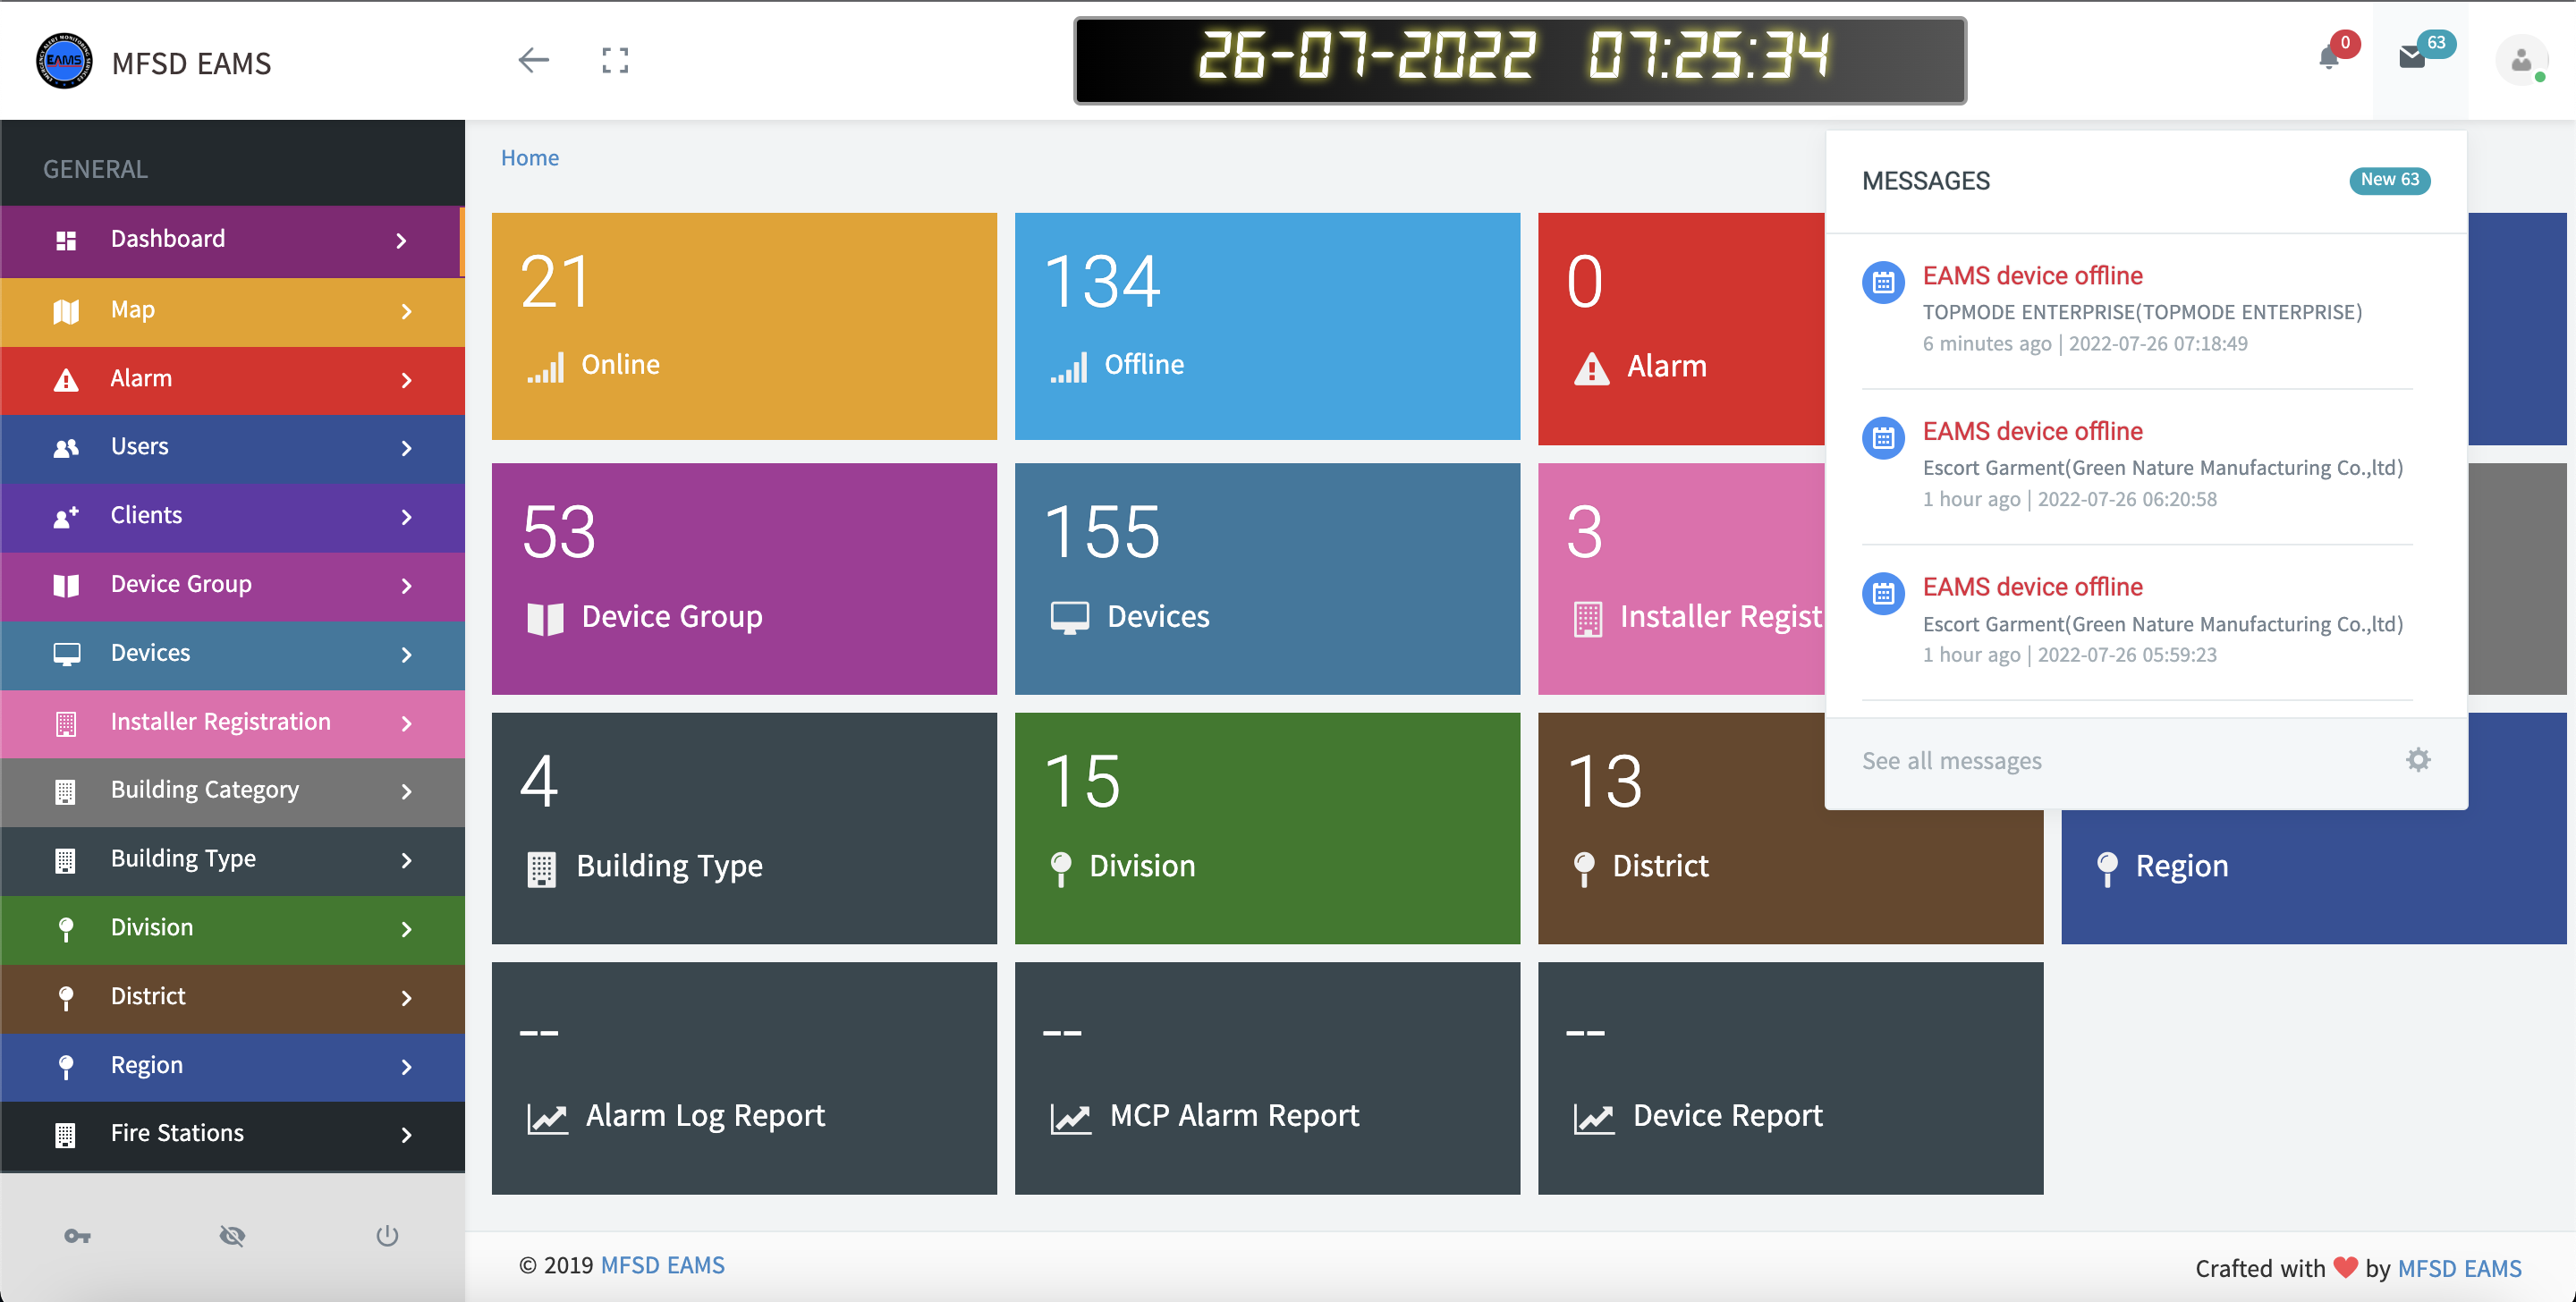 EAMS
MFSD EAMS
26-07-2022 07:25:34
0
63
GENERAL
Dashboard
Map
Alarm
Users
Clients
Device Group
Devices
Installer Registration
Building Category
Building Type
Division
District
Region
Fire Stations
Home
21
Online
134
Offline
0
Alarm
53
Device Group
155
Devices
3
Installer Regist
4
Building Type
15
Division
13
District
Region
--
Alarm Log Report
--
MCP Alarm Report
--
Device Report
MESSAGES
New 63
EAMS device offline
TOPMODE ENTERPRISE(TOPMODE ENTERPRISE)
6 minutes ago | 2022-07-26 07:18:49
EAMS device offline
Escort Garment(Green Nature Manufacturing Co.,ltd)
1 hour ago | 2022-07-26 06:20:58
EAMS device offline
Escort Garment(Green Nature Manufacturing Co.,ltd)
1 hour ago | 2022-07-26 05:59:23
See all messages
© 2019 MFSD EAMS
Crafted with ❤ by MFSD EAMS